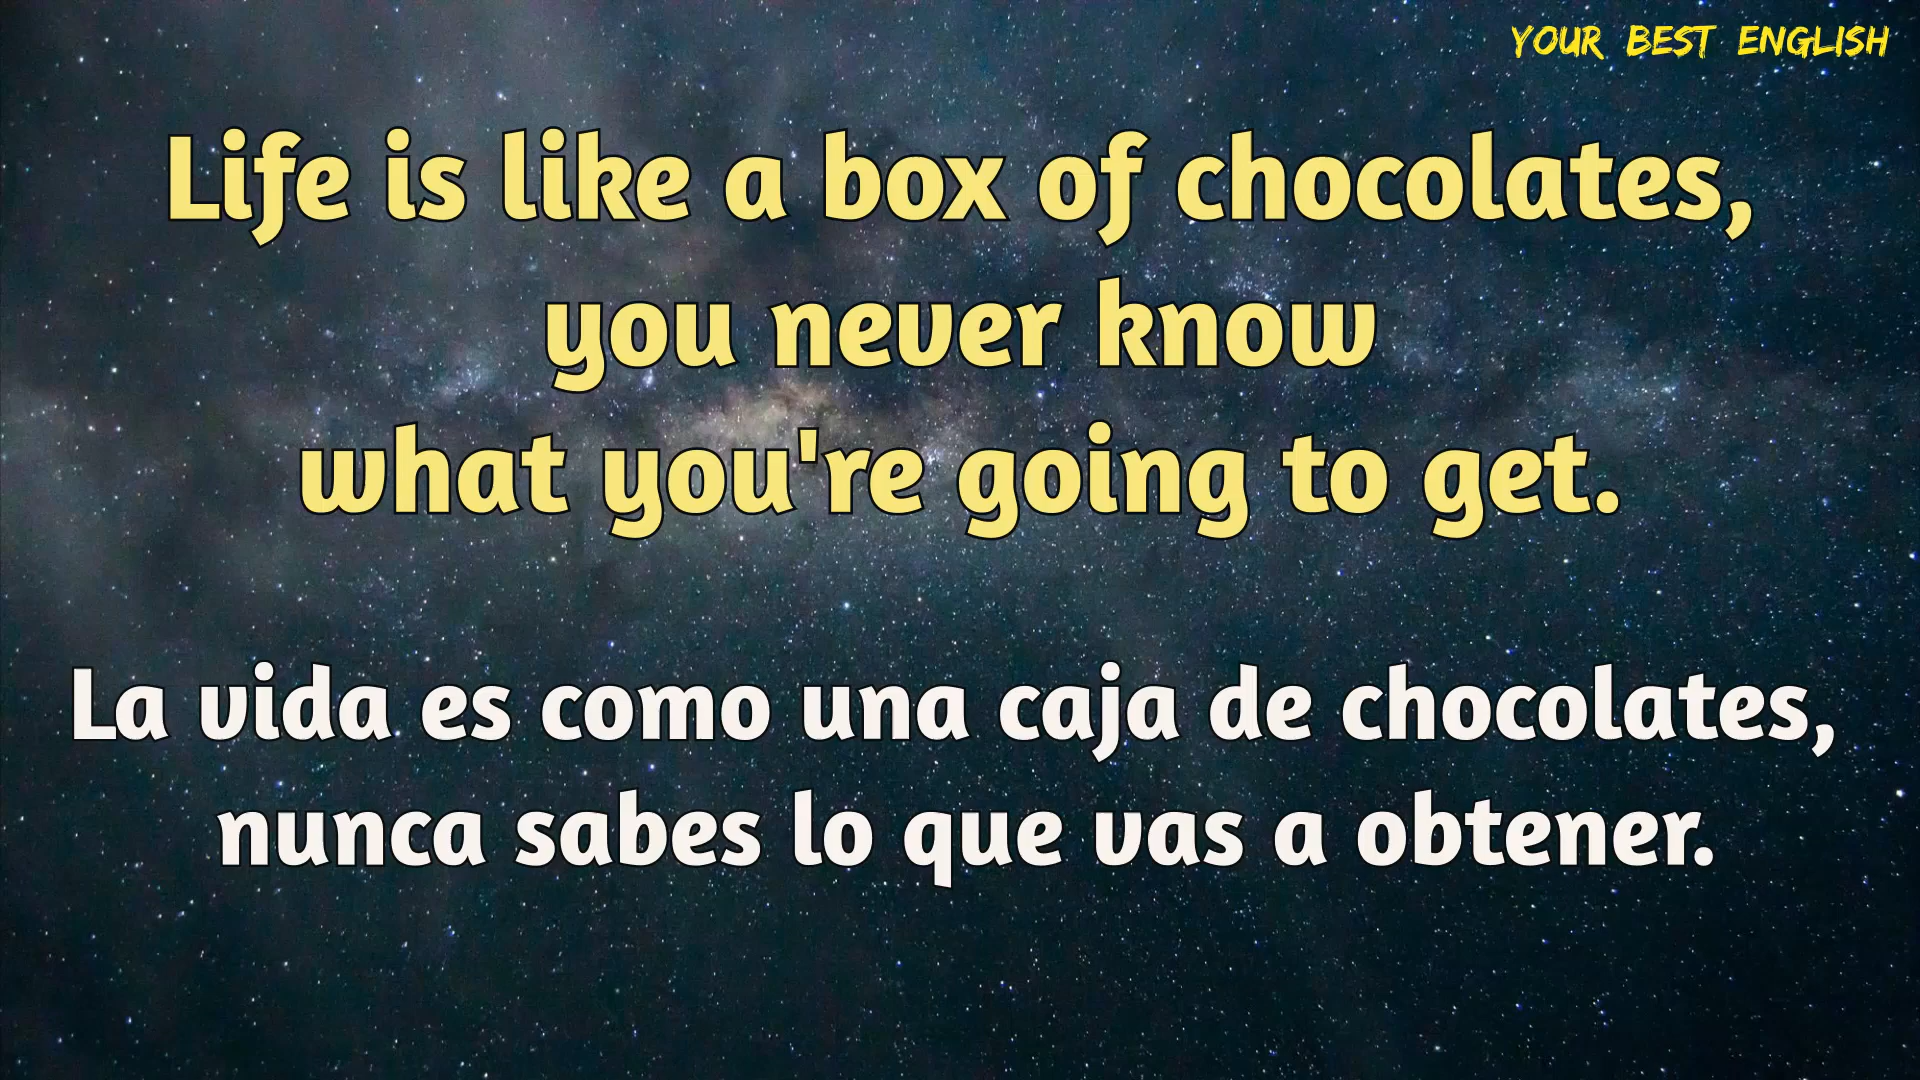 YOUR BEST ENGLISH
Life is like a box of chocolates,
you never know
what you're going to get.
La vida es como una caja de chocolates,
nunca sabes lo que vas a obtener.